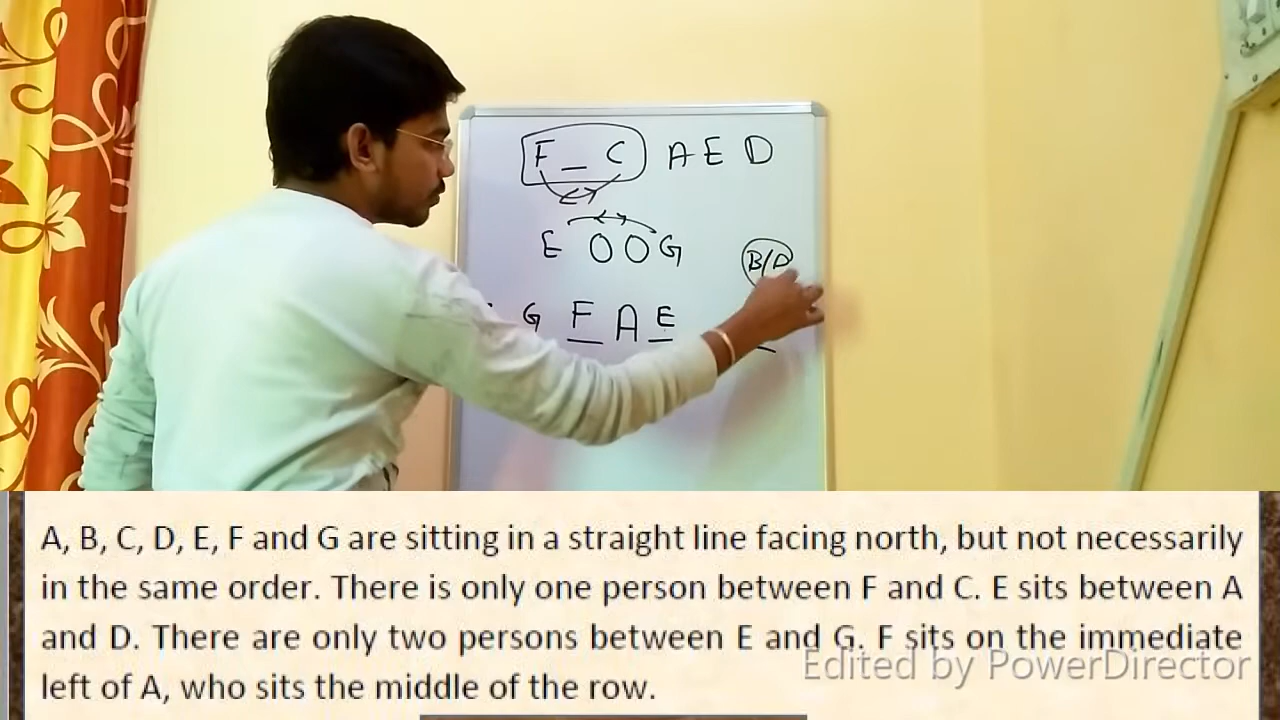 F _ C A E D
E O O G
B/D
G F A E
A, B, C, D, E, F and G are sitting in a straight line facing north, but not necessarily
in the same order. There is only one person between F and C. E sits between A
and D. There are only two persons between E and G. F sits on the immediate
left of A, who sits the middle of the row.
Edited by PowerDirector